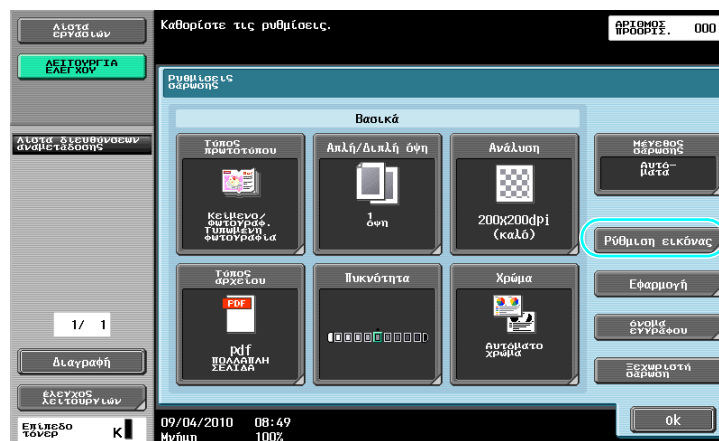 Λίστα
εργασιών
Καθορίστε τις ρυθμίσεις.
ΑΡΙΘΜΟΣ
ΠΡΟΟΡΙΣ.
000
ΛΕΙΤΟΥΡΓΙΑ
ΕΛΕΓΧΟΥ
Ρυθμίσεις
σάρωσης
Βασικά
Λίστα διευθύνσεων
αναμετάδοσης
Τύπος
πρωτοτύπου
Απλή/Διπλή όψη
Ανάλυση
Μέγεθος
σάρωσης
Αυτό-
ματα
Κείμενο/
φωτογραφ.
Τυπωμένη
φωτογραφία
1
όψη
200x200dpi
(καλό)
Ρύθμιση εικόνας
Τύπος
αρχείου
Πυκνότητα
Χρώμα
Εφαρμογή
PDF
1/ 1
όνομα
εγγράφου
pdf
ΠΟΛΛΑΠΛΗ
ΣΕΛΙΔΑ
Αυτόματο
χρώμα
Διαγραφή
Ξεχωριστή
σάρωση
έλεγχος
λειτουργιών
ok
Επίπεδο
τόνερ
K
09/04/2010 08:49
Μνήμη 100%